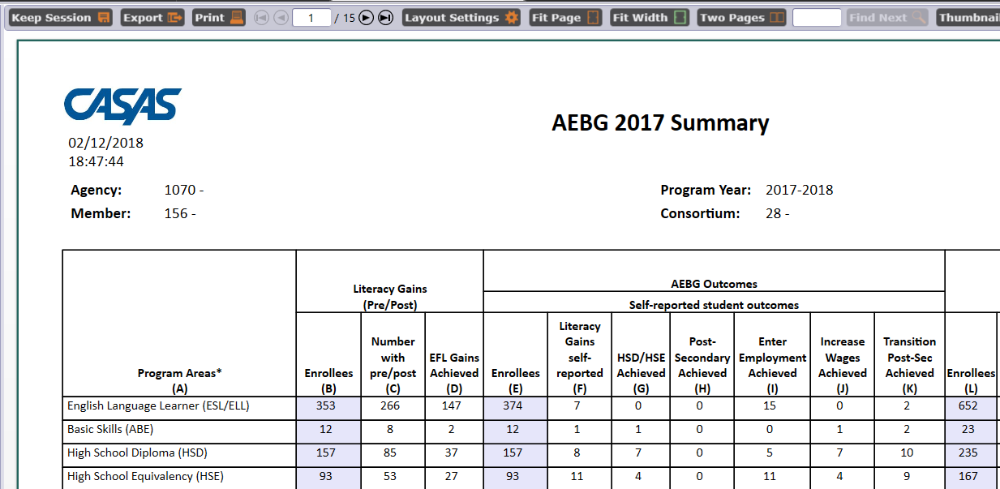 Keep Session Export Print 1 / 15 Layout Settings Fit Page Fit Width Two Pages Find Next Thumbnail
CASAS
AEBG 2017 Summary
02/12/2018
18:47:44
Agency: 1070 - Program Year: 2017-2018
Member: 156 - Consortium: 28 -
AEBG Outcomes
Literacy Gains
(Pre/Post)
Self-reported student outcomes
Program Areas*
(A)
Enrollees
(B)
Number
with
pre/post
(C)
EFL Gains
Achieved
(D)
Enrollees
(E)
Literacy
Gains
self-
reported
(F)
HSD/HSE
Achieved
(G)
Post-
Secondary
Achieved
(H)
Enter
Employment
Achieved
(I)
Increase
Wages
Achieved
(J)
Transition
Post-Sec
Achieved
(K)
Enrollees
(L)
English Language Learner (ESL/ELL) 353 266 147 374 7 0 0 15 0 2 652
Basic Skills (ABE) 12 8 2 12 1 1 0 0 1 2 23
High School Diploma (HSD) 157 85 37 157 8 7 0 5 7 10 235
High School Equivalency (HSE) 93 53 27 93 11 4 0 11 4 9 167